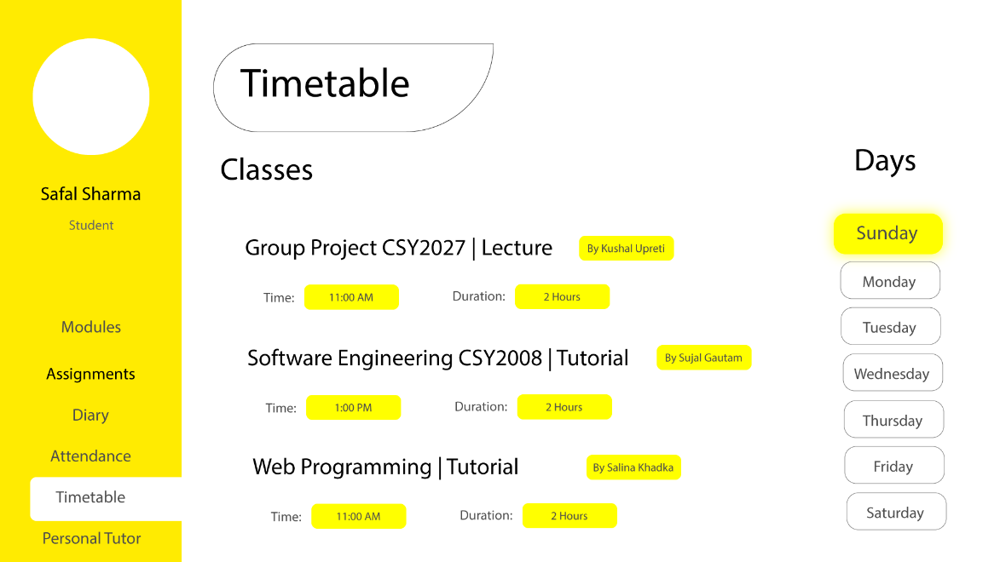 Safal Sharma
Student
Modules
Assignments
Diary
Attendance
Timetable
Personal Tutor
Timetable
Classes
Group Project CSY2027 | Lecture By Kushal Upreti
Time: 11:00 AM Duration: 2 Hours
Software Engineering CSY2008 | Tutorial By Sujal Gautam
Time: 1:00 PM Duration: 2 Hours
Web Programming | Tutorial By Salina Khadka
Time: 11:00 AM Duration: 2 Hours
Days
Sunday
Monday
Tuesday
Wednesday
Thursday
Friday
Saturday